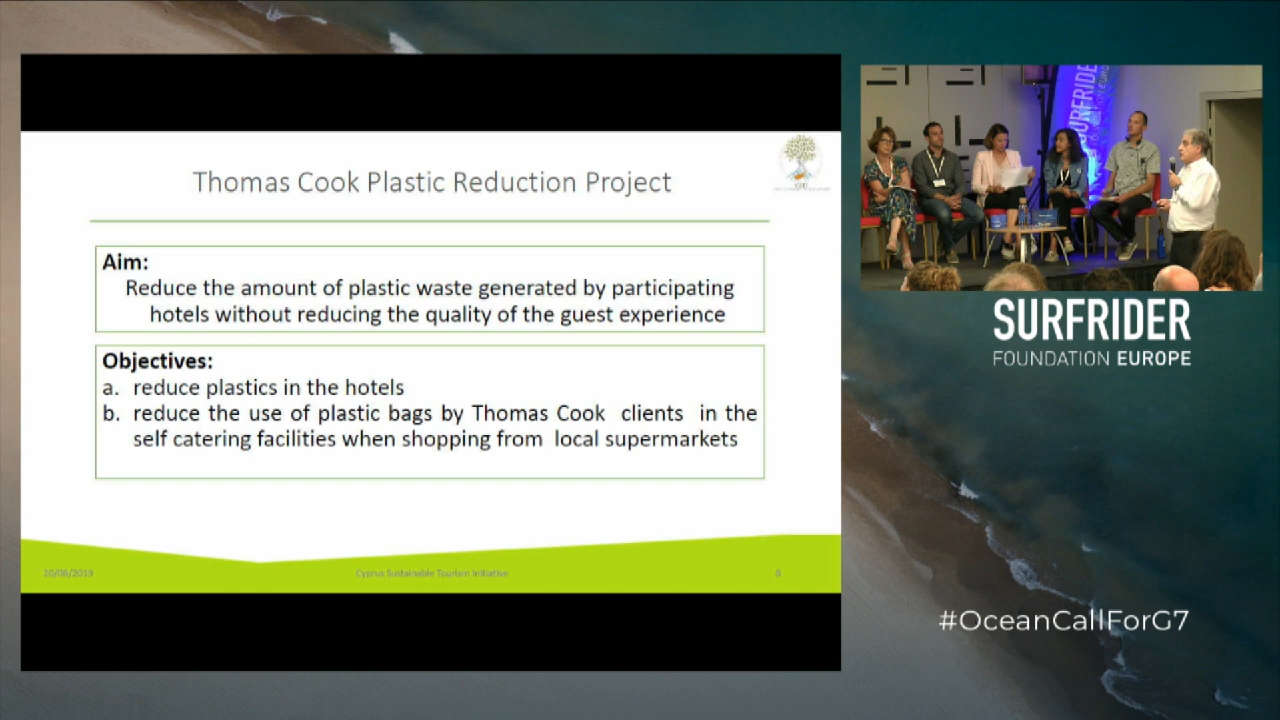 Thomas Cook Plastic Reduction Project
Aim:
Reduce the amount of plastic waste generated by participating
hotels without reducing the quality of the guest experience
Objectives:
a. reduce plastics in the hotels
b. reduce the use of plastic bags by Thomas Cook clients in the
self catering facilities when shopping from local supermarkets
20/06/2019
Cyprus Sustainable Tourism Initiative
8
SURFRIDER
SURFRIDER
FOUNDATION EUROPE
#OceanCallForG7